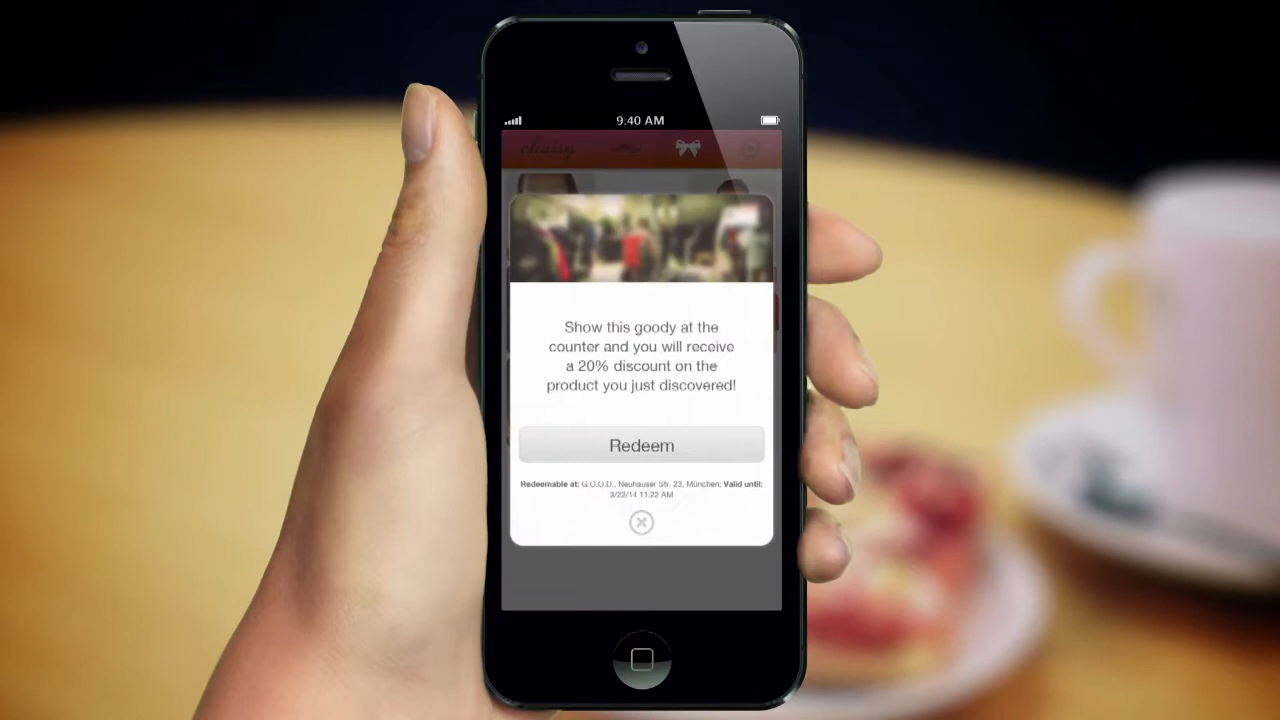 9:40 AM
Show this goody at the
counter and you will receive
a 20% discount on the
product you just discovered!
Redeem
Redeemable at: G.O.O.D., Neuhauser Str. 23, München; Valid until:
3/22/14 11:22 AM